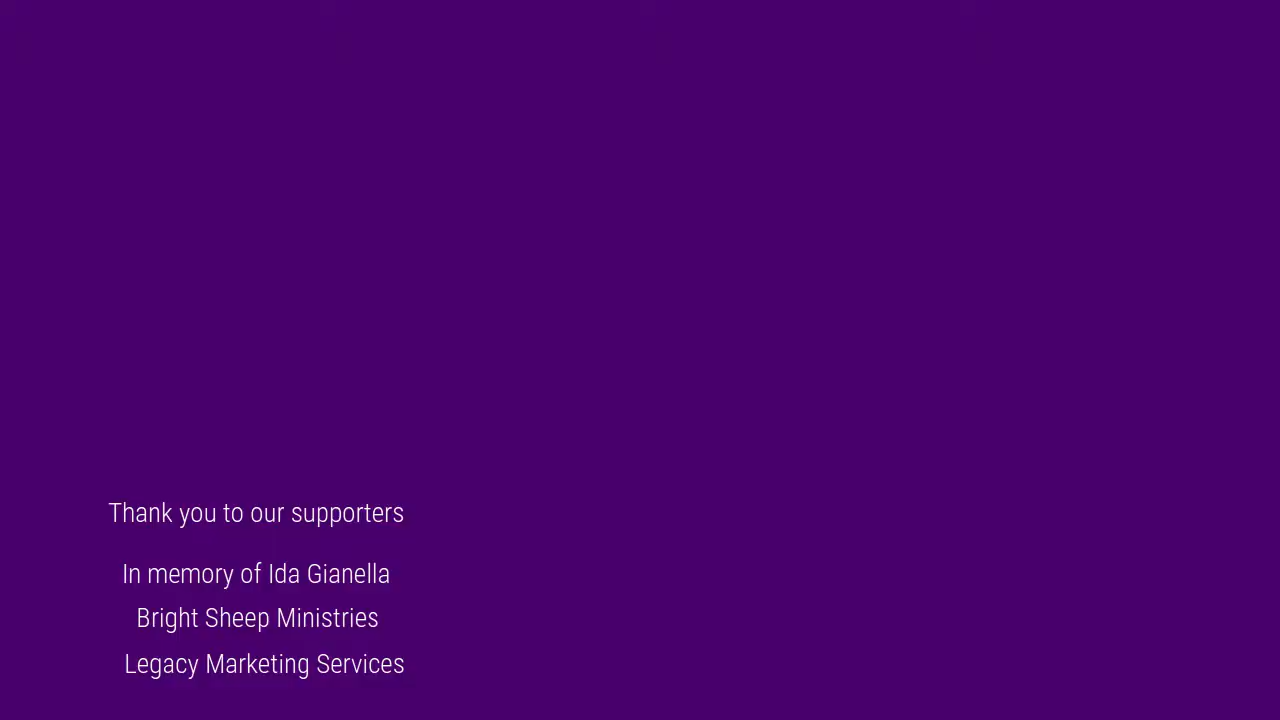 Thank you to our supporters
In memory of Ida Gianella
Bright Sheep Ministries
Legacy Marketing Services